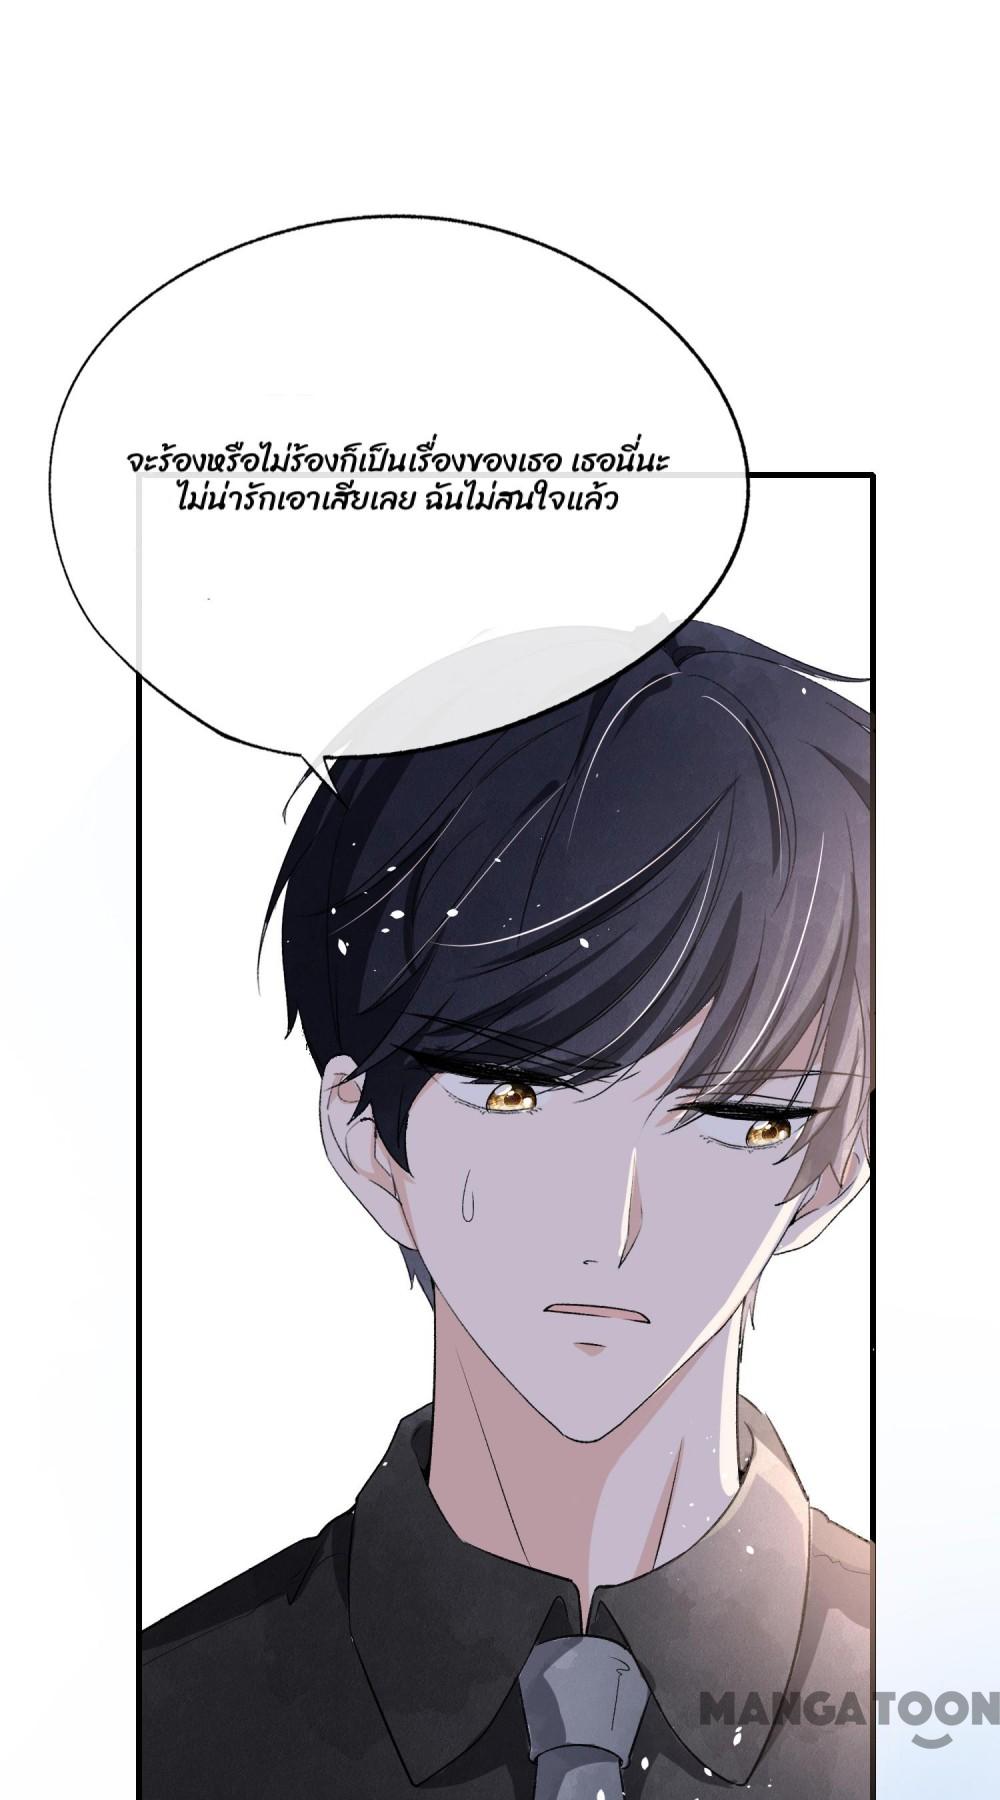 จะร้องหรือไม่ร้องก็เป็นเรื่องของเธอ เธอนี่นะ
ไม่น่ารักเอาเสียเลย ฉันไม่สนใจแล้ว
MANGATOON